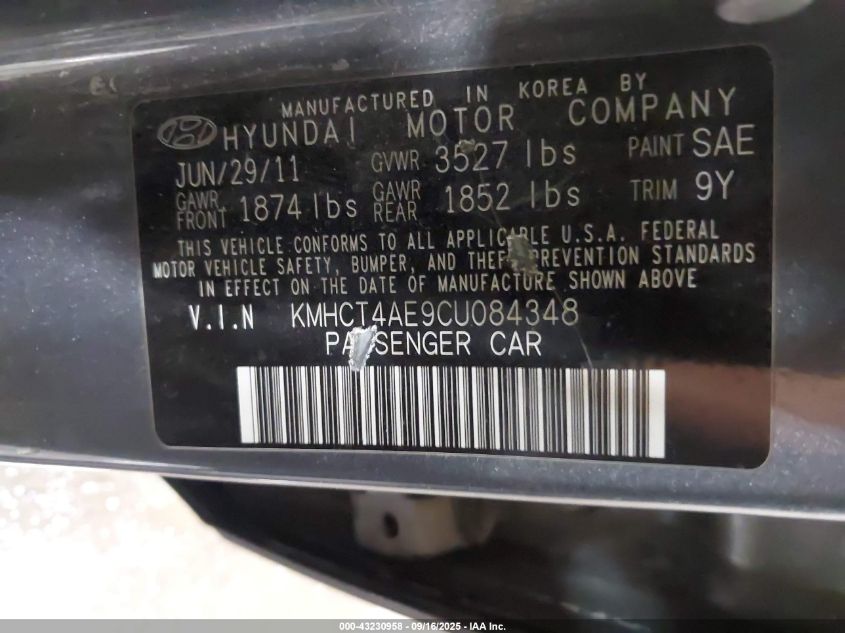 MANUFACTURED IN KOREA BY
HYUNDAI MOTOR COMPANY
JUN/29/11 GVWR 3527 lbs PAINT SAE
GAWR FRONT 1874 lbs GAWR REAR 1852 lbs TRIM 9Y
THIS VEHICLE CONFORMS TO ALL APPLICABLE U.S.A. FEDERAL
MOTOR VEHICLE SAFETY, BUMPER, AND THEFT PREVENTION STANDARDS
IN EFFECT ON THE DATE OF MANUFACTURE SHOWN ABOVE
V.I.N KMHCT4AE9CU084348
PASSENGER CAR
000-43230958 - 09/16/2025 - IAA Inc.